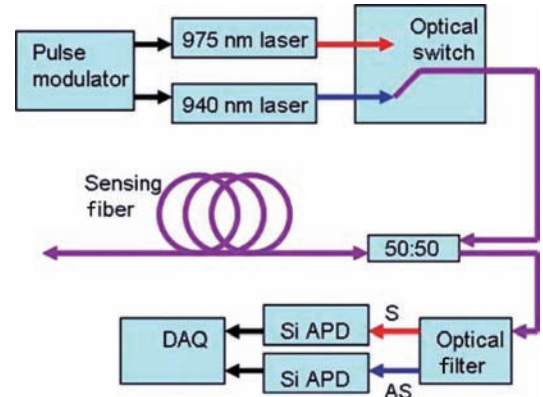 Pulse
modulator
975 nm laser
940 nm laser
Optical
switch
Sensing
fiber
50:50
DAQ
Si APD
Si APD
S
AS
Optical
filter